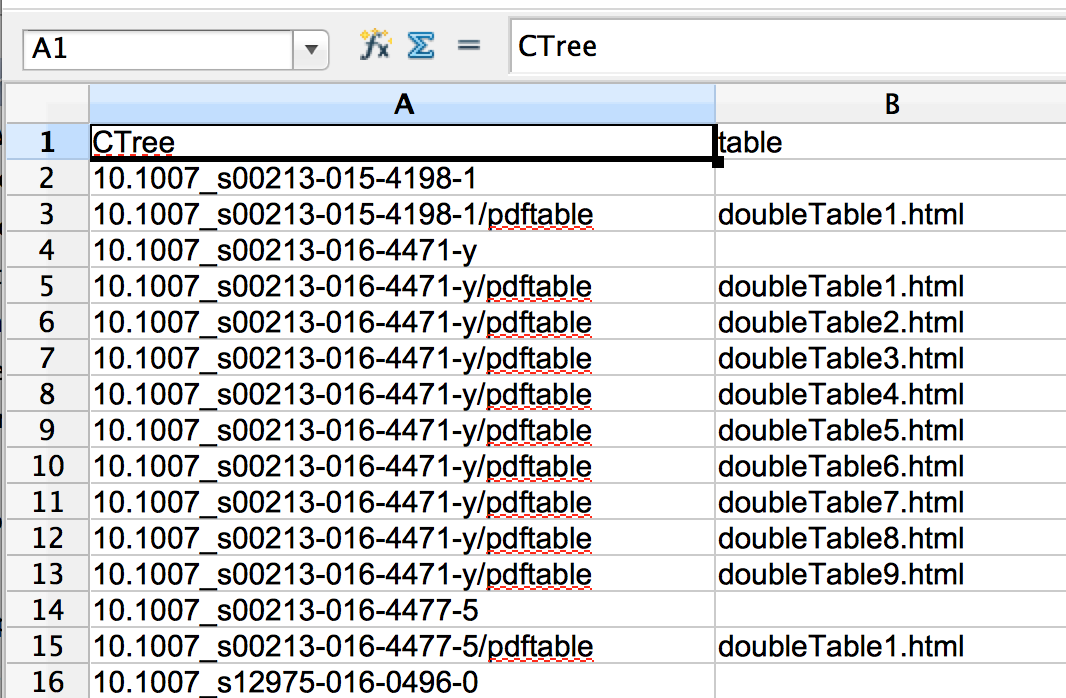 A1 fx Σ = CTree
A B
1 CTree table
2 10.1007_s00213-015-4198-1
3 10.1007_s00213-015-4198-1/pdftable doubleTable1.html
4 10.1007_s00213-016-4471-y
5 10.1007_s00213-016-4471-y/pdftable doubleTable1.html
6 10.1007_s00213-016-4471-y/pdftable doubleTable2.html
7 10.1007_s00213-016-4471-y/pdftable doubleTable3.html
8 10.1007_s00213-016-4471-y/pdftable doubleTable4.html
9 10.1007_s00213-016-4471-y/pdftable doubleTable5.html
10 10.1007_s00213-016-4471-y/pdftable doubleTable6.html
11 10.1007_s00213-016-4471-y/pdftable doubleTable7.html
12 10.1007_s00213-016-4471-y/pdftable doubleTable8.html
13 10.1007_s00213-016-4471-y/pdftable doubleTable9.html
14 10.1007_s00213-016-4477-5
15 10.1007_s00213-016-4477-5/pdftable doubleTable1.html
16 10.1007_s12975-016-0496-0